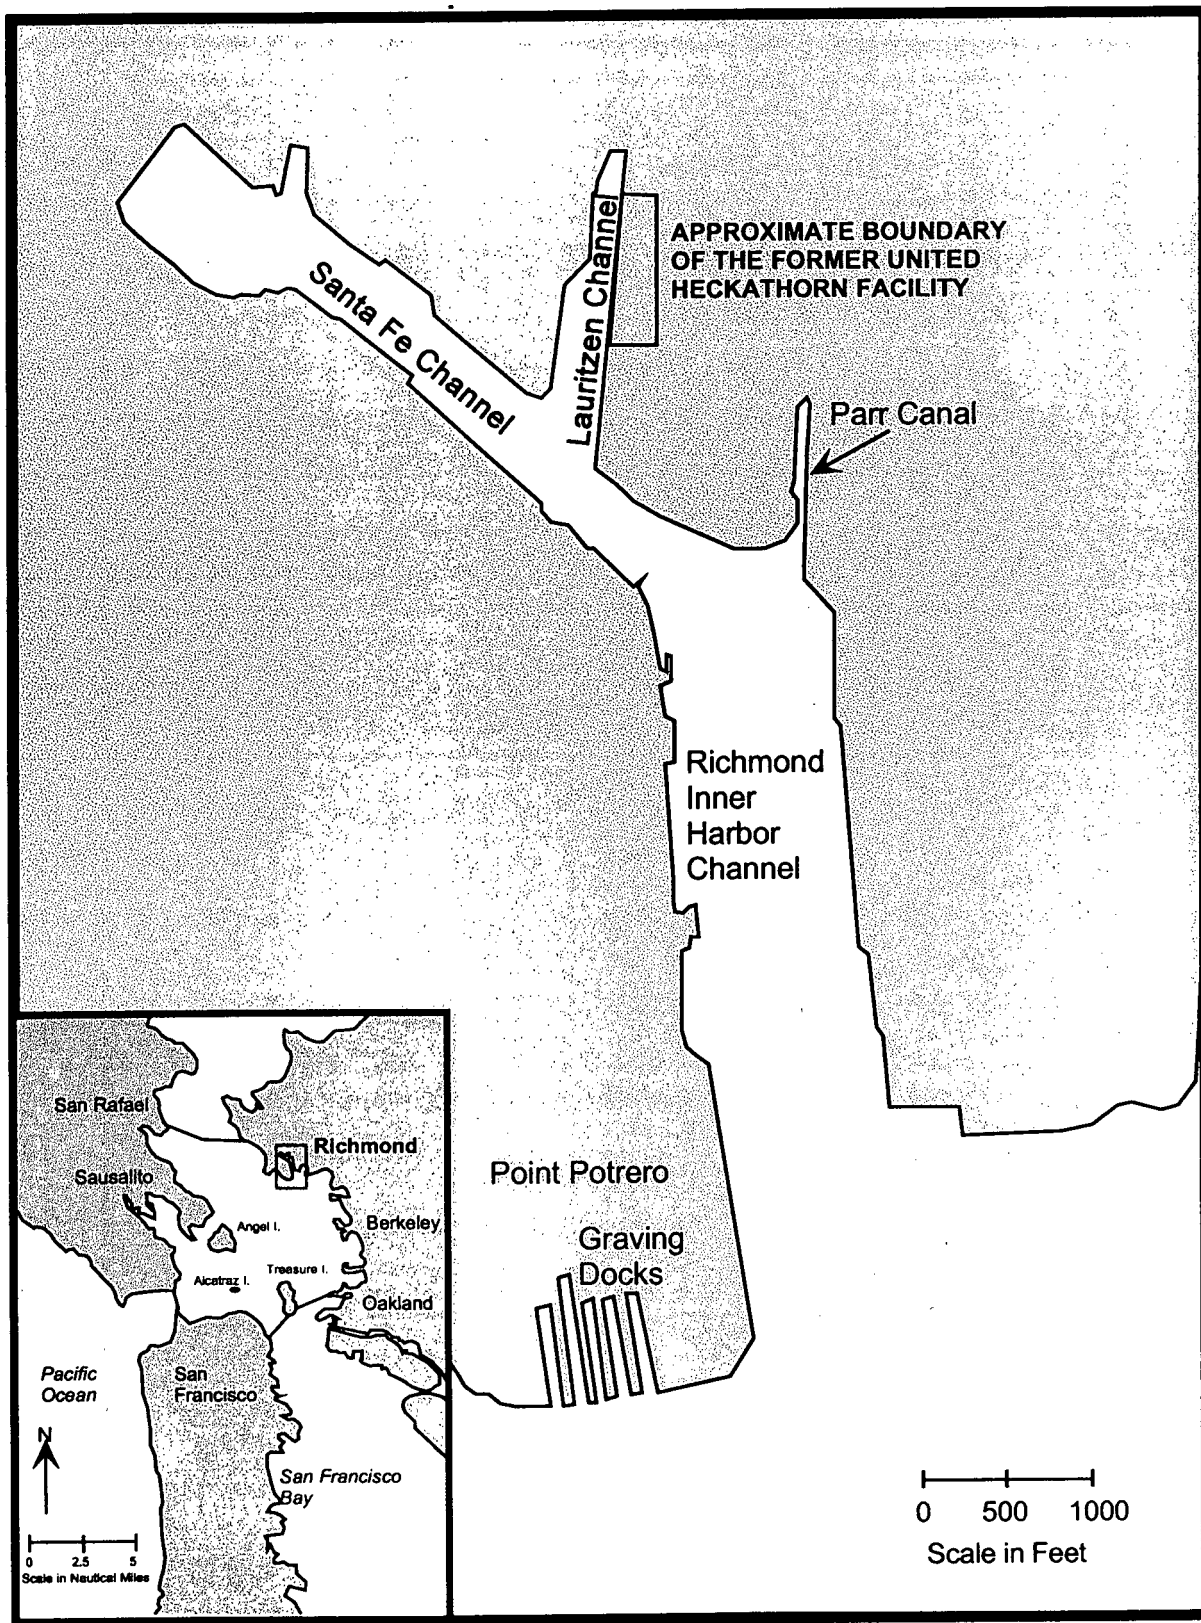 APPROXIMATE BOUNDARY
OF THE FORMER UNITED
HECKATHORN FACILITY
Lauritzen Channel
Santa Fe Channel
Parr Canal
Richmond
Inner
Harbor
Channel
Point Potrero
Graving
Docks
San Rafael
Richmond
Sausalito
Berkeley
Angel I.
Treasure I.
Alcatraz I.
Oakland
Pacific
Ocean
San
Francisco
N
San Francisco
Bay
0 2.5 5
Scale in Nautical Miles
0 500 1000
Scale in Feet